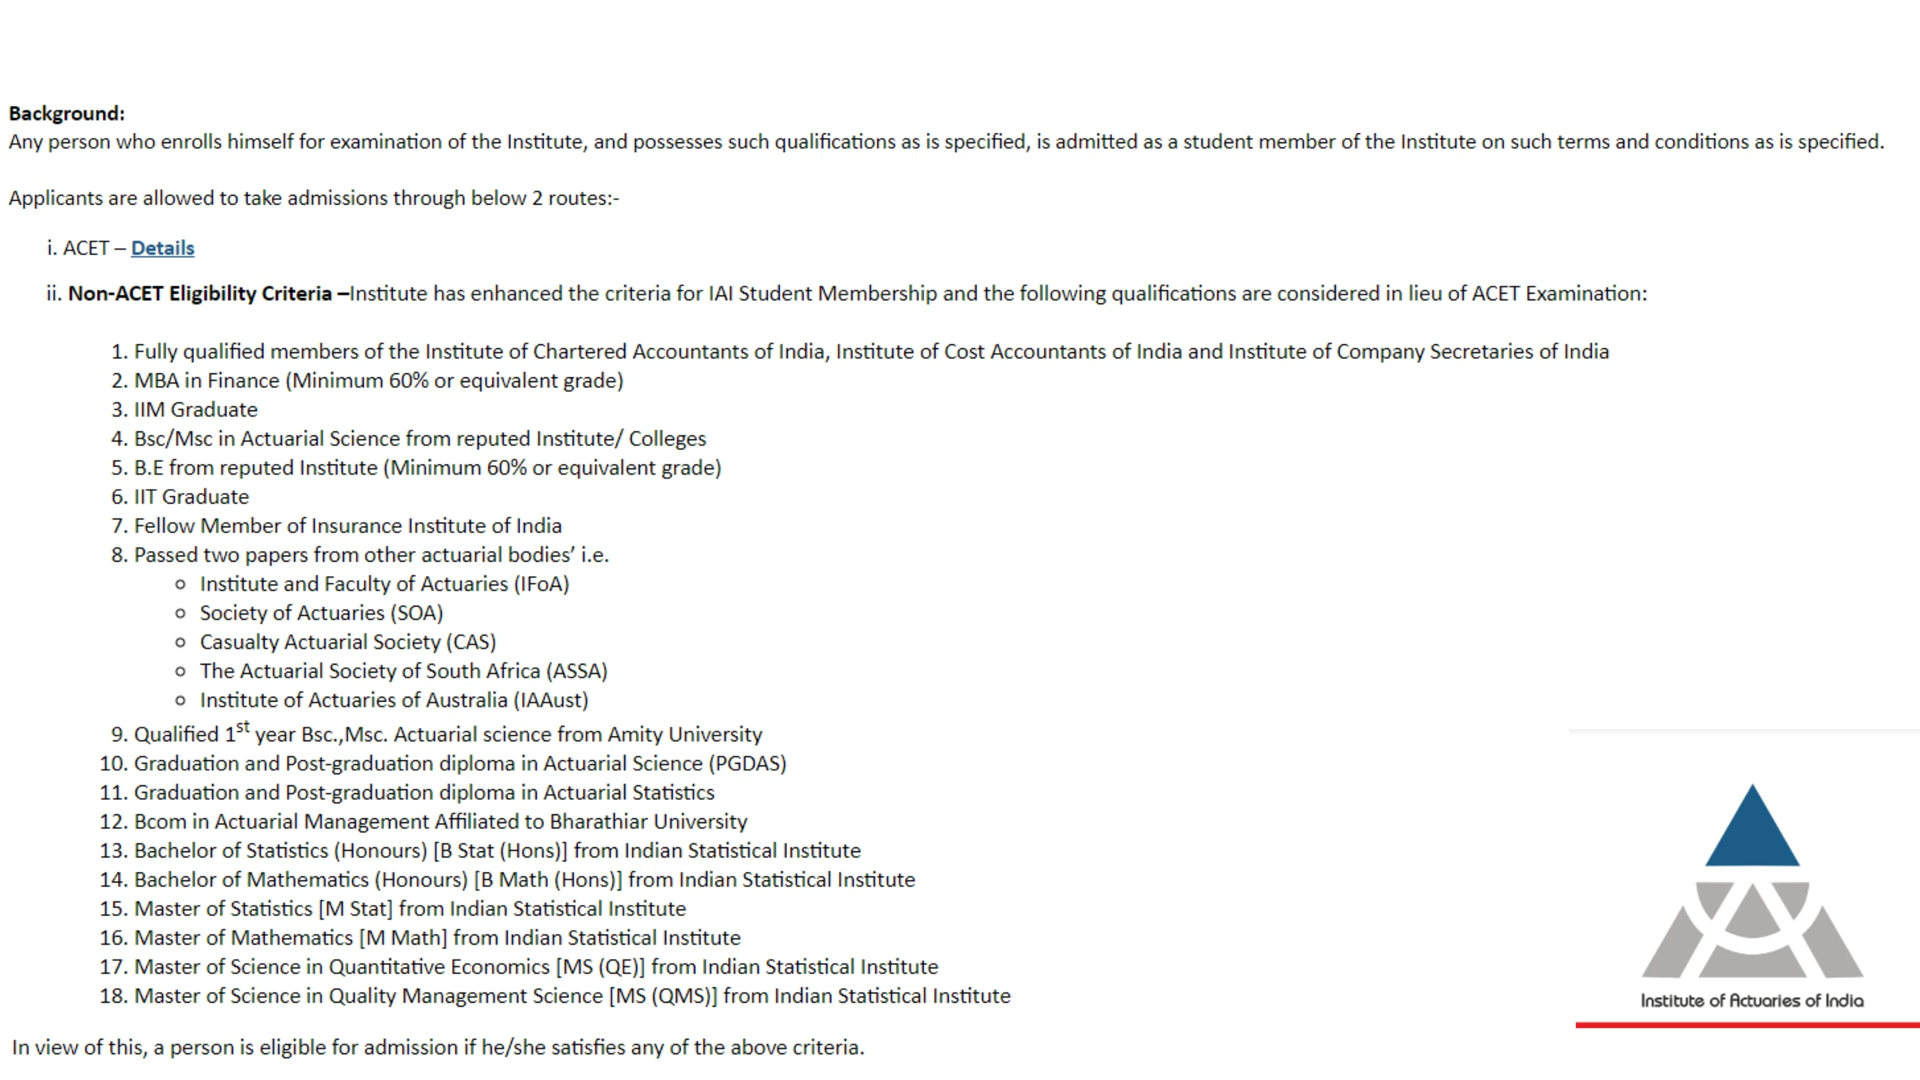 Background:
Any person who enrolls himself for examination of the Institute, and possesses such qualifications as is specified, is admitted as a student member of the Institute on such terms and conditions as is specified.
Applicants are allowed to take admissions through below 2 routes:-
i. ACET – Details
ii. Non-ACET Eligibility Criteria –Institute has enhanced the criteria for IAI Student Membership and the following qualifications are considered in lieu of ACET Examination:
1. Fully qualified members of the Institute of Chartered Accountants of India, Institute of Cost Accountants of India and Institute of Company Secretaries of India
2. MBA in Finance (Minimum 60% or equivalent grade)
3. IIM Graduate
4. Bsc/Msc in Actuarial Science from reputed Institute/ Colleges
5. B.E from reputed Institute (Minimum 60% or equivalent grade)
6. IIT Graduate
7. Fellow Member of Insurance Institute of India
8. Passed two papers from other actuarial bodies’ i.e.
○ Institute and Faculty of Actuaries (IFoA)
○ Society of Actuaries (SOA)
○ Casualty Actuarial Society (CAS)
○ The Actuarial Society of South Africa (ASSA)
○ Institute of Actuaries of Australia (IAAust)
9. Qualified 1st year Bsc.,Msc. Actuarial science from Amity University
10. Graduation and Post-graduation diploma in Actuarial Science (PGDAS)
11. Graduation and Post-graduation diploma in Actuarial Statistics
12. Bcom in Actuarial Management Affiliated to Bharathiar University
13. Bachelor of Statistics (Honours) [B Stat (Hons)] from Indian Statistical Institute
14. Bachelor of Mathematics (Honours) [B Math (Hons)] from Indian Statistical Institute
15. Master of Statistics [M Stat] from Indian Statistical Institute
16. Master of Mathematics [M Math] from Indian Statistical Institute
17. Master of Science in Quantitative Economics [MS (QE)] from Indian Statistical Institute
18. Master of Science in Quality Management Science [MS (QMS)] from Indian Statistical Institute
In view of this, a person is eligible for admission if he/she satisfies any of the above criteria.
Institute of Actuaries of India